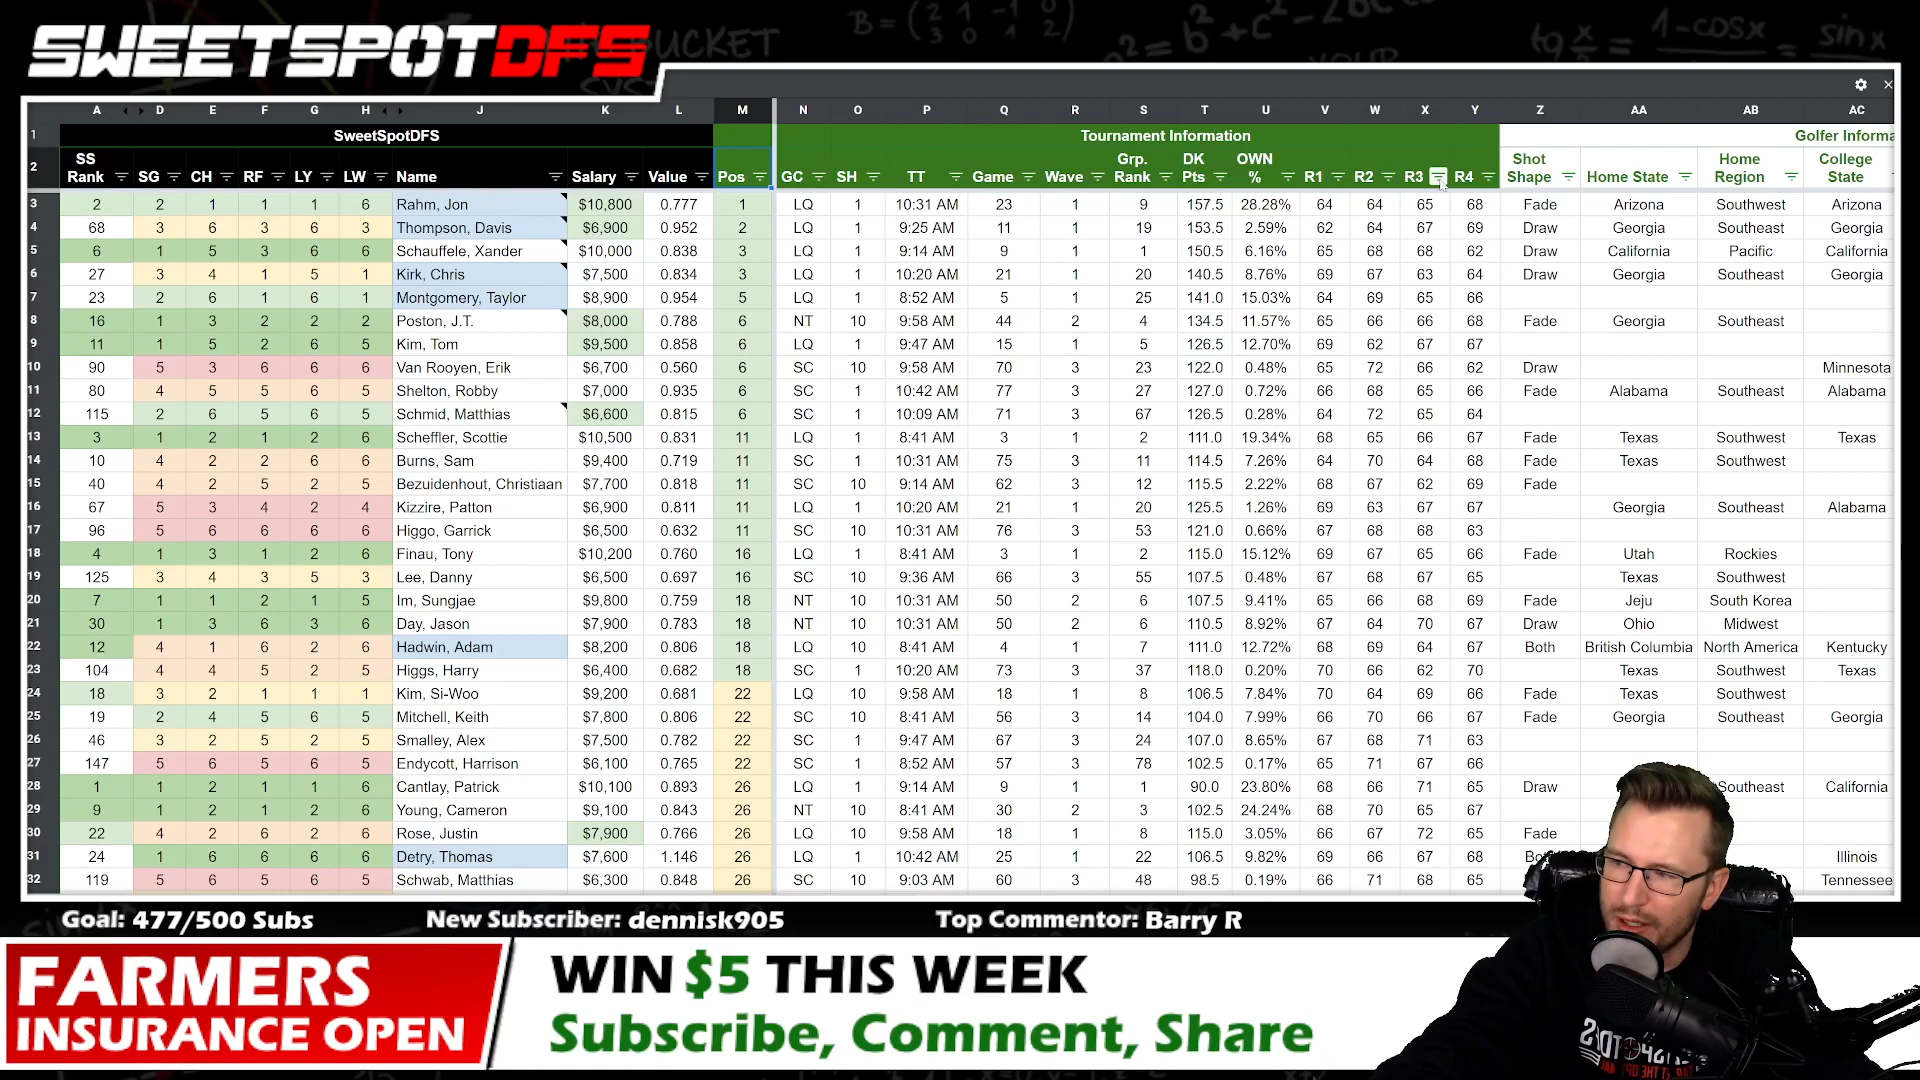 SWEETSPOTDFS
BUCKET
YOUR
A D E F G H J K L M N O P Q R S T U V W X Y Z AA AB AC
1 SweetSpotDFS Tournament Information Golfer Informa
2 SS Rank SG CH RF LY LW Name Salary Value Pos GC SH TT Game Wave Grp. Rank DK Pts OWN % R1 R2 R3 R4 Shot Shape Home State Home Region College State
3 2 2 1 1 1 6 Rahm, Jon $10,800 0.777 1 LQ 1 10:31 AM 23 1 9 157.5 28.28% 64 64 65 68 Fade Arizona Southwest Arizona
4 68 3 6 3 6 3 Thompson, Davis $6,900 0.952 2 LQ 1 9:25 AM 11 1 19 153.5 2.59% 62 64 67 69 Draw Georgia Southeast Georgia
5 6 1 5 3 6 6 Schauffele, Xander $10,000 0.838 3 LQ 1 9:14 AM 9 1 1 150.5 6.16% 65 68 68 62 Draw California Pacific California
6 27 3 4 1 5 1 Kirk, Chris $7,500 0.834 3 LQ 1 10:20 AM 21 1 20 140.5 8.76% 69 67 63 64 Draw Georgia Southeast Georgia
7 23 2 6 1 6 1 Montgomery, Taylor $8,900 0.954 5 LQ 1 8:52 AM 5 1 25 141.0 15.03% 64 69 65 66
8 16 1 3 2 2 2 Poston, J.T. $8,000 0.788 6 NT 10 9:58 AM 44 2 4 134.5 11.57% 65 66 66 68 Fade Georgia Southeast
9 11 1 5 2 6 5 Kim, Tom $9,500 0.858 6 LQ 1 9:47 AM 15 1 5 126.5 12.70% 69 62 67 67
10 90 5 3 6 6 6 Van Rooyen, Erik $6,700 0.560 6 SC 10 9:58 AM 70 3 23 122.0 0.48% 65 72 66 62 Draw Minnesota
11 80 4 5 5 6 5 Shelton, Robby $7,000 0.935 6 SC 1 10:42 AM 77 3 27 127.0 0.72% 66 68 65 66 Fade Alabama Southeast Alabama
12 115 2 6 5 6 5 Schmid, Matthias $6,600 0.815 6 SC 1 10:09 AM 71 3 67 126.5 0.28% 64 72 65 64
13 3 1 2 1 2 6 Scheffler, Scottie $10,500 0.831 11 LQ 1 8:41 AM 3 1 2 111.0 19.34% 68 65 66 67 Fade Texas Southwest Texas
14 10 4 2 2 6 6 Burns, Sam $9,400 0.719 11 SC 1 10:31 AM 75 3 11 114.5 7.26% 64 70 64 68 Fade Texas Southwest
15 40 4 2 5 2 5 Bezuidenhout, Christiaan $7,700 0.818 11 SC 10 9:14 AM 62 3 12 115.5 2.22% 68 67 62 69 Fade
16 67 5 3 4 2 4 Kizzire, Patton $6,900 0.811 11 LQ 1 10:20 AM 21 1 20 125.5 1.26% 69 63 67 67 Georgia Southeast Alabama
17 96 5 6 6 6 6 Higgo, Garrick $6,500 0.632 11 SC 10 10:31 AM 76 3 53 121.0 0.66% 67 68 68 63
18 4 1 3 1 2 6 Finau, Tony $10,200 0.760 16 LQ 1 8:41 AM 3 1 2 115.0 15.12% 69 67 65 66 Fade Utah Rockies
19 125 3 4 3 5 3 Lee, Danny $6,500 0.697 16 SC 10 9:36 AM 66 3 55 107.5 0.48% 67 68 67 65 Texas Southwest
20 7 1 1 2 1 5 Im, Sungjae $9,800 0.759 18 NT 10 10:31 AM 50 2 6 107.5 9.41% 65 66 68 69 Fade Jeju South Korea
21 30 1 3 6 3 6 Day, Jason $7,900 0.783 18 NT 10 10:31 AM 50 2 6 110.5 8.92% 67 64 70 67 Draw Ohio Midwest
22 12 4 1 6 2 6 Hadwin, Adam $8,200 0.806 18 LQ 1 8:41 AM 4 1 7 111.0 12.72% 68 69 64 67 Both British Columbia North America Kentucky
23 104 4 4 5 2 5 Higgs, Harry $6,400 0.682 18 SC 1 10:20 AM 73 3 37 118.0 0.20% 70 66 62 70 Texas Southwest Texas
24 18 3 2 1 1 1 Kim, Si-Woo $9,200 0.681 22 LQ 10 9:58 AM 18 1 8 106.5 7.84% 70 64 69 66 Fade Texas Southwest
25 19 2 4 5 6 5 Mitchell, Keith $7,800 0.806 22 SC 10 8:41 AM 56 3 14 104.0 7.99% 66 70 66 67 Fade Georgia Southeast Georgia
26 46 3 2 5 2 5 Smalley, Alex $7,500 0.782 22 SC 1 9:47 AM 67 3 24 107.0 8.65% 67 68 71 63
27 147 5 6 5 6 5 Endycott, Harrison $6,100 0.765 22 SC 1 8:52 AM 57 3 78 102.5 0.17% 65 71 67 66
28 1 1 2 1 1 6 Cantlay, Patrick $10,100 0.893 26 LQ 1 9:14 AM 9 1 1 90.0 23.80% 68 66 71 65 Draw Southeast California
29 9 1 2 1 2 6 Young, Cameron $9,100 0.843 26 NT 10 8:41 AM 30 2 3 102.5 24.24% 68 70 65 67
30 22 4 2 6 2 6 Rose, Justin $7,900 0.766 26 LQ 10 9:58 AM 18 1 8 115.0 3.05% 66 67 72 65 Fade
31 24 1 6 6 6 6 Detry, Thomas $7,600 1.146 26 LQ 10 10:42 AM 25 1 22 106.5 9.82% 69 66 67 68 Illinois
32 119 5 6 5 6 5 Schwab, Matthias $6,300 0.848 26 SC 10 9:03 AM 60 3 48 98.5 0.19% 66 71 68 65 Tennessee
Goal: 477/500 Subs New Subscriber: dennisk905 Top Commentor: Barry R
FARMERS
INSURANCE OPEN
WIN $5 THIS WEEK
Subscribe, Comment, Share